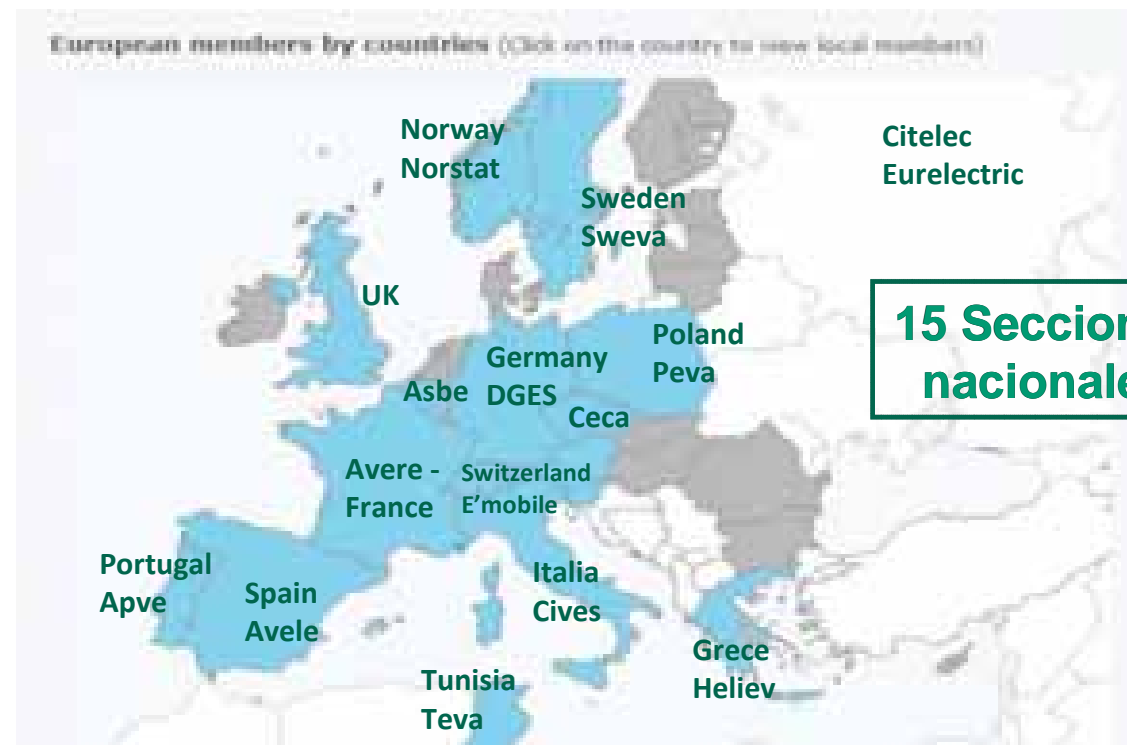 European members by countries (Click on the country to view local members)
Norway
Norstat
Citelec
Eurelectric
Sweden
Sweva
UK
15 Seccion
nacionale
Poland
Peva
Germany
DGES
Asbe
Ceca
Avere -
France
Switzerland
E'mobile
Portugal
Apve
Spain
Avele
Italia
Cives
Grece
Heliev
Tunisia
Teva